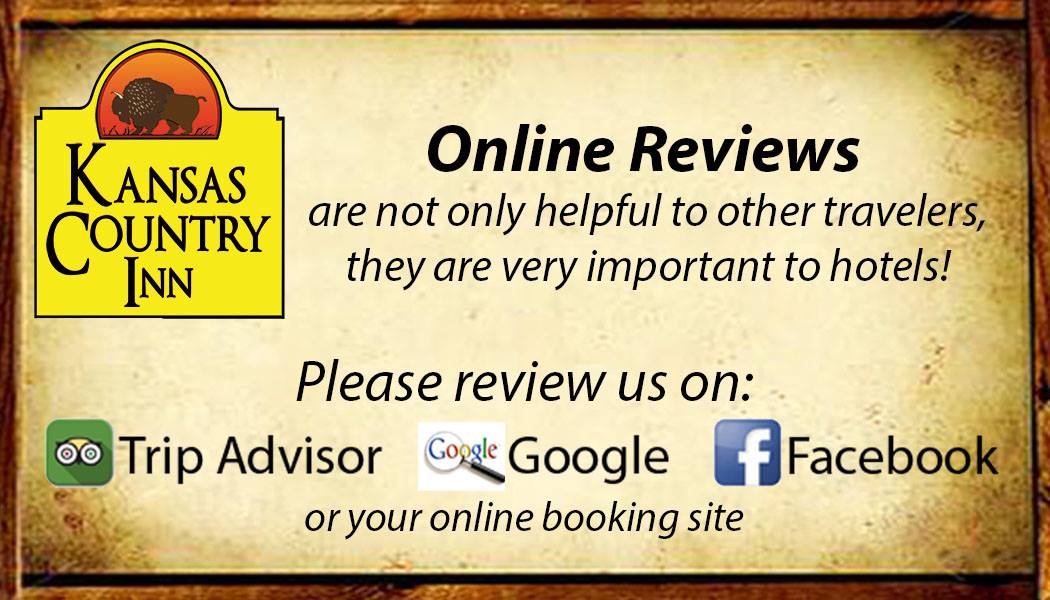 KANSAS
COUNTRY
INN
Online Reviews
are not only helpful to other travelers,
they are very important to hotels!
Please review us on:
Trip Advisor Google Google Facebook
or your online booking site